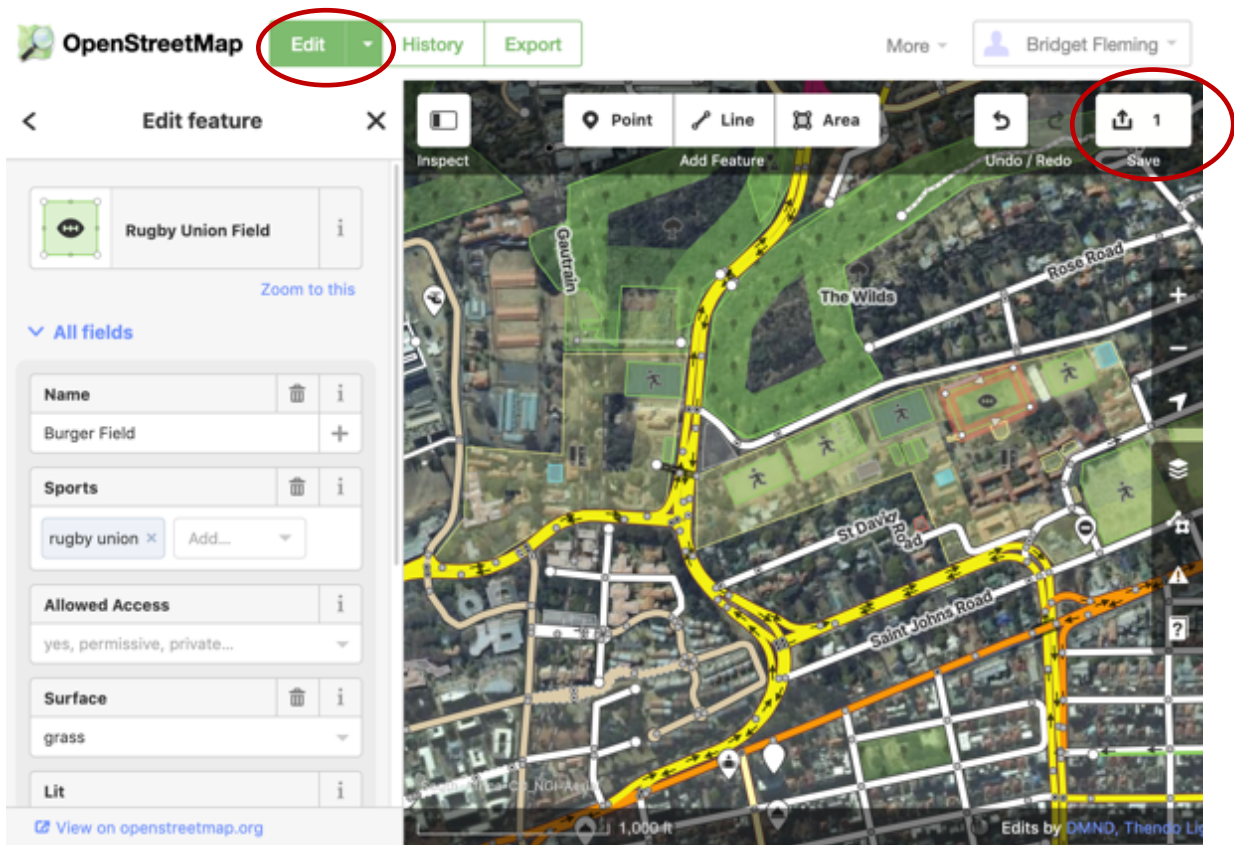 OpenStreetMap
Edit
History
Export
More
Bridget Fleming
Edit feature
Inspect
Point
Line
Area
Add Feature
Undo / Redo
1
Save
Rugby Union Field
i
Zoom to this
All fields
Name
i
Burger Field
+
Sports
i
rugby union ×
Add...
Allowed Access
i
yes, permissive, private...
Surface
i
grass
Lit
i
View on openstreetmap.org
Gautrain
The Wilds
Rose Road
St David Road
Saint Johns Road
1,000 ft
Edits by DMND, Thendo Li